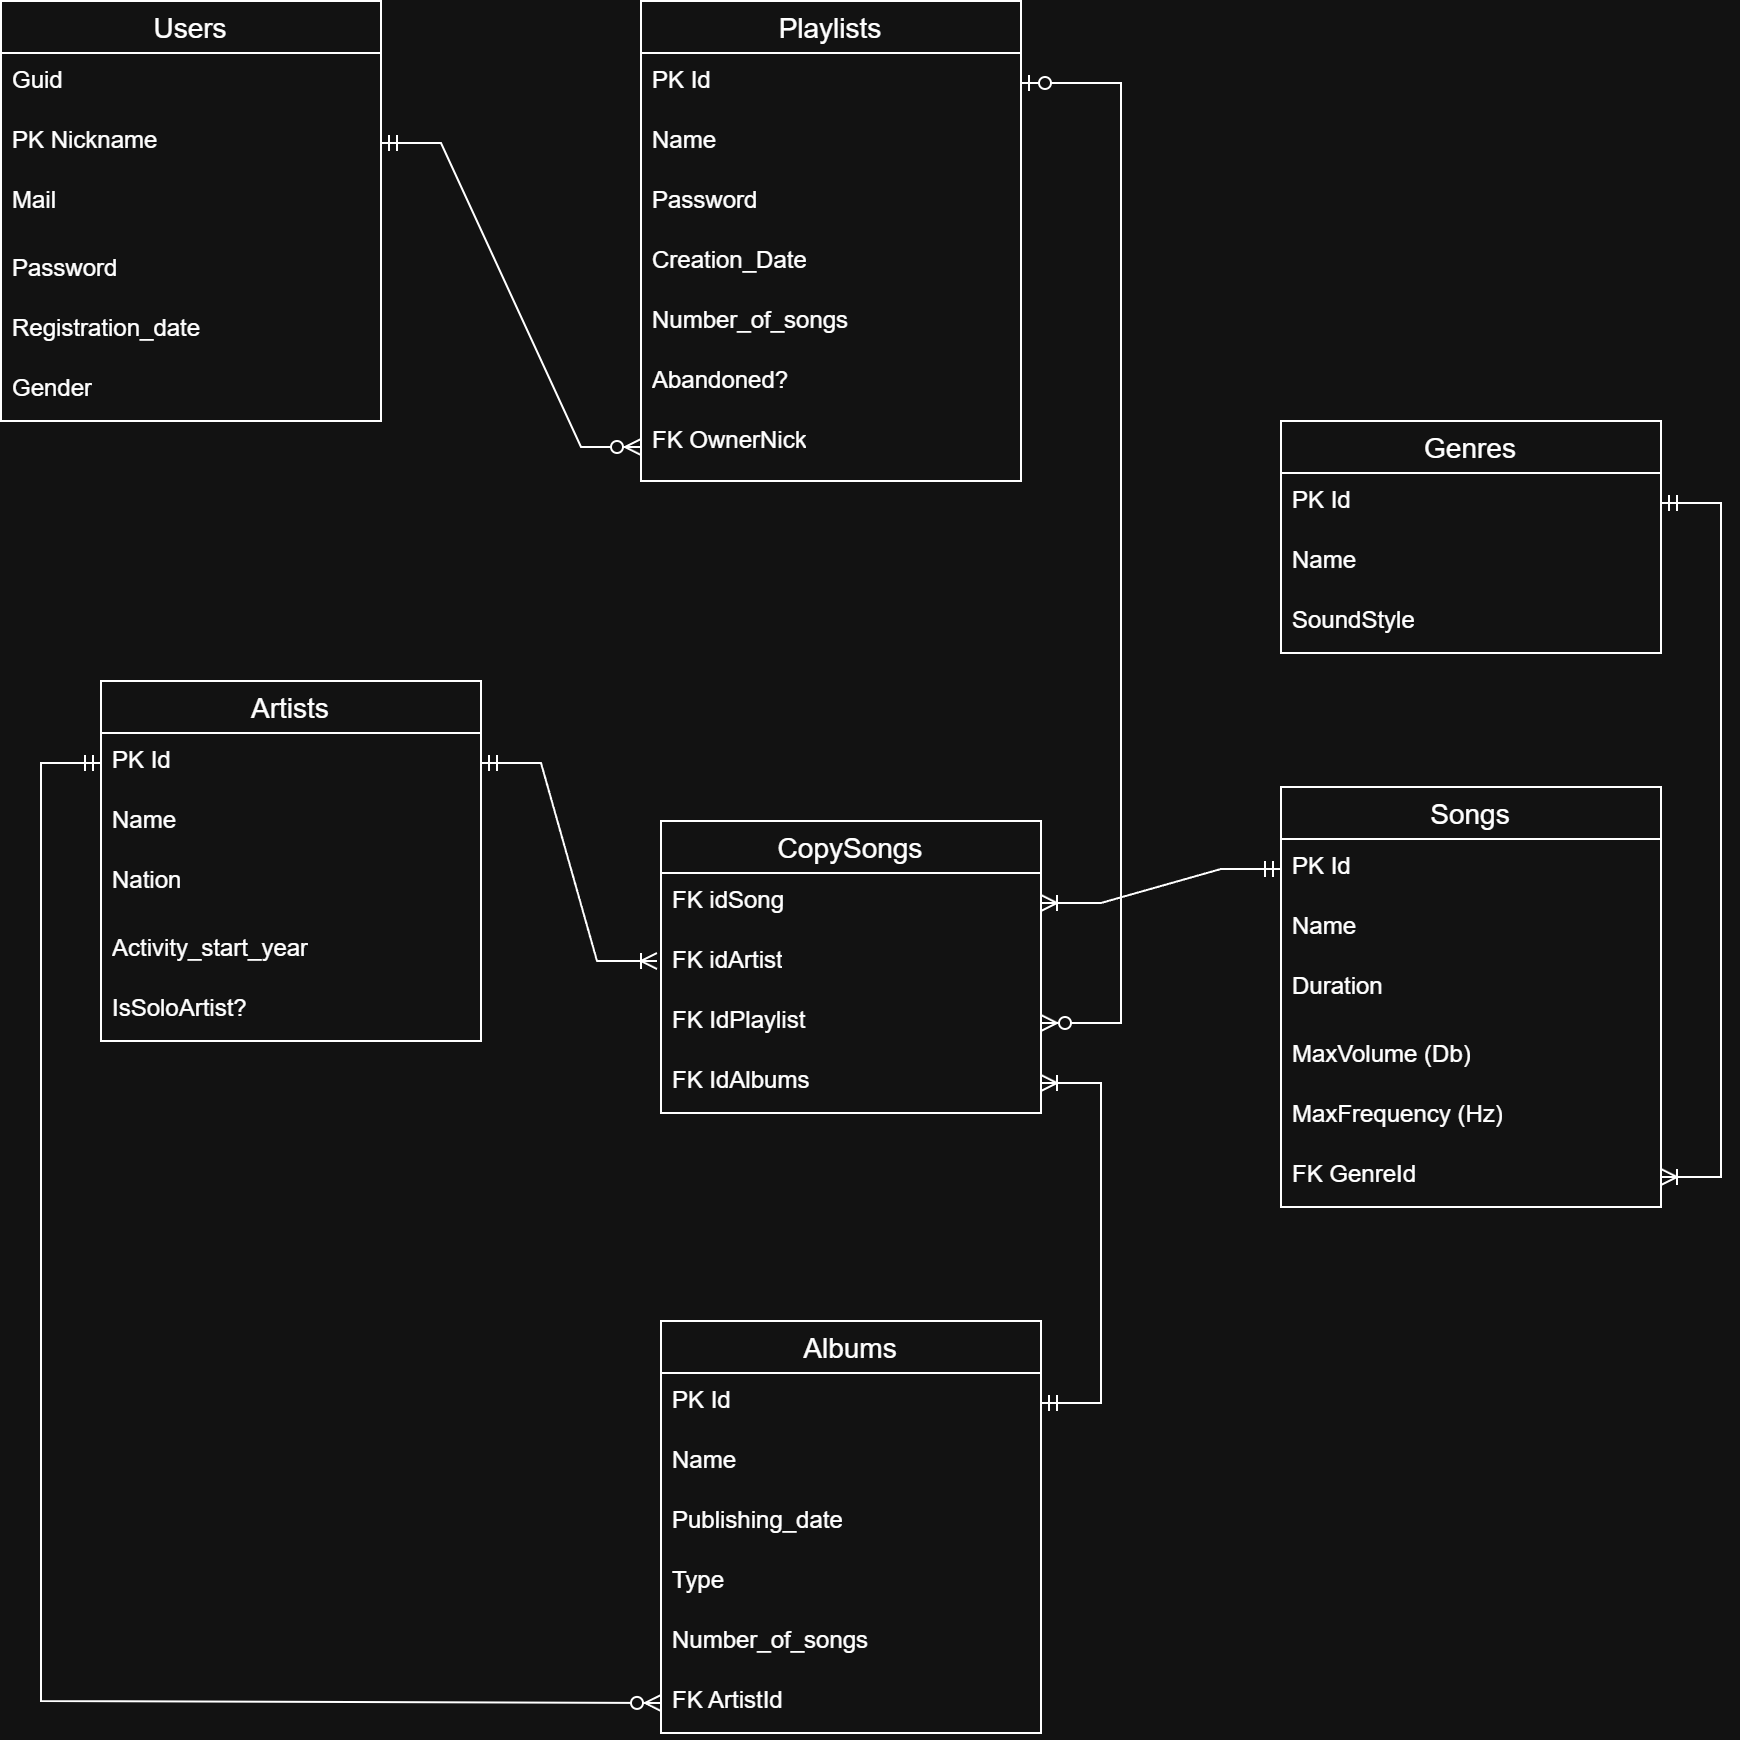 Users
Guid
PK Nickname
Mail
Password
Registration_date
Gender
Playlists
PK Id
Name
Password
Creation_Date
Number_of_songs
Abandoned?
FK OwnerNick
Genres
PK Id
Name
SoundStyle
Artists
PK Id
Name
Nation
Activity_start_year
IsSoloArtist?
CopySongs
FK idSong
FK idArtist
FK IdPlaylist
FK IdAlbums
Songs
PK Id
Name
Duration
MaxVolume (Db)
MaxFrequency (Hz)
FK GenreId
Albums
PK Id
Name
Publishing_date
Type
Number_of_songs
FK ArtistId